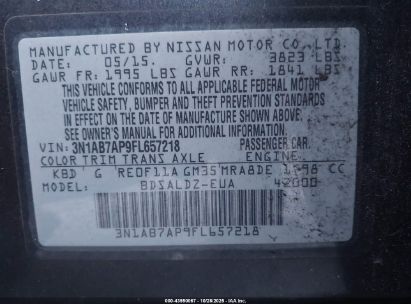 MANUFACTURED BY NISSAN MOTOR CO., LTD.
DATE: 05/15. GVWR: 3823 LBS
GAWR FR: 1995 LBS GAWR RR: 1841 LBS
THIS VEHICLE CONFORMS TO ALL APPLICABLE FEDERAL MOTOR
VEHICLE SAFETY, BUMPER AND THEFT PREVENTION STANDARDS
IN EFFECT ON THE DATE OF MANUFACTURE SHOWN ABOVE.
SEE OWNER'S MANUAL FOR ADDITIONAL INFORMATION
VIN: 3N1AB7AP9FL657218 PASSENGER CAR.
COLOR TRIM TRANS AXLE ENGINE
KBD G RE0F11A GM35 MRA8DE 1798 CC
MODEL: BDSALDZ-EUA 42000
3N1AB7AP9FL657218